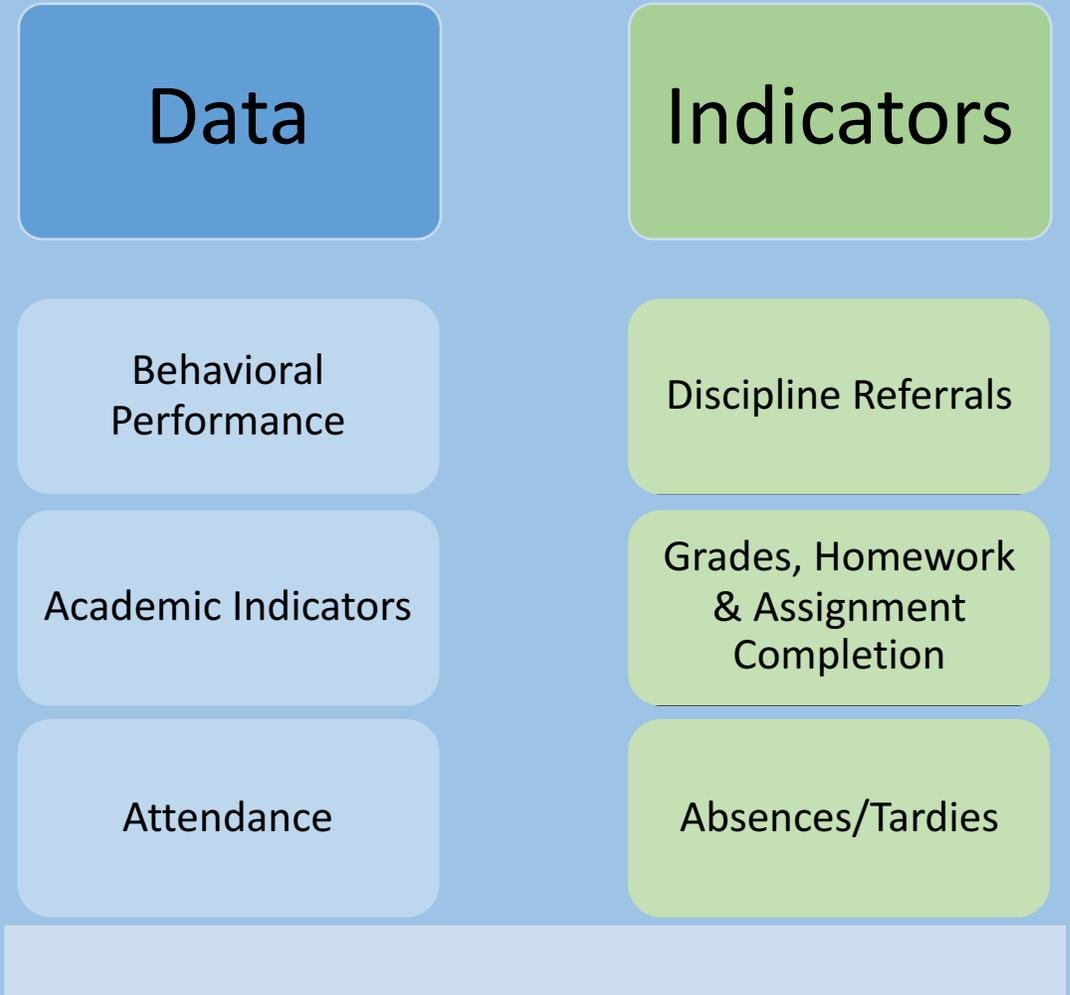 Data
Indicators
Behavioral
Performance
Discipline Referrals
Academic Indicators
Grades, Homework
& Assignment
Completion
Attendance
Absences/Tardies